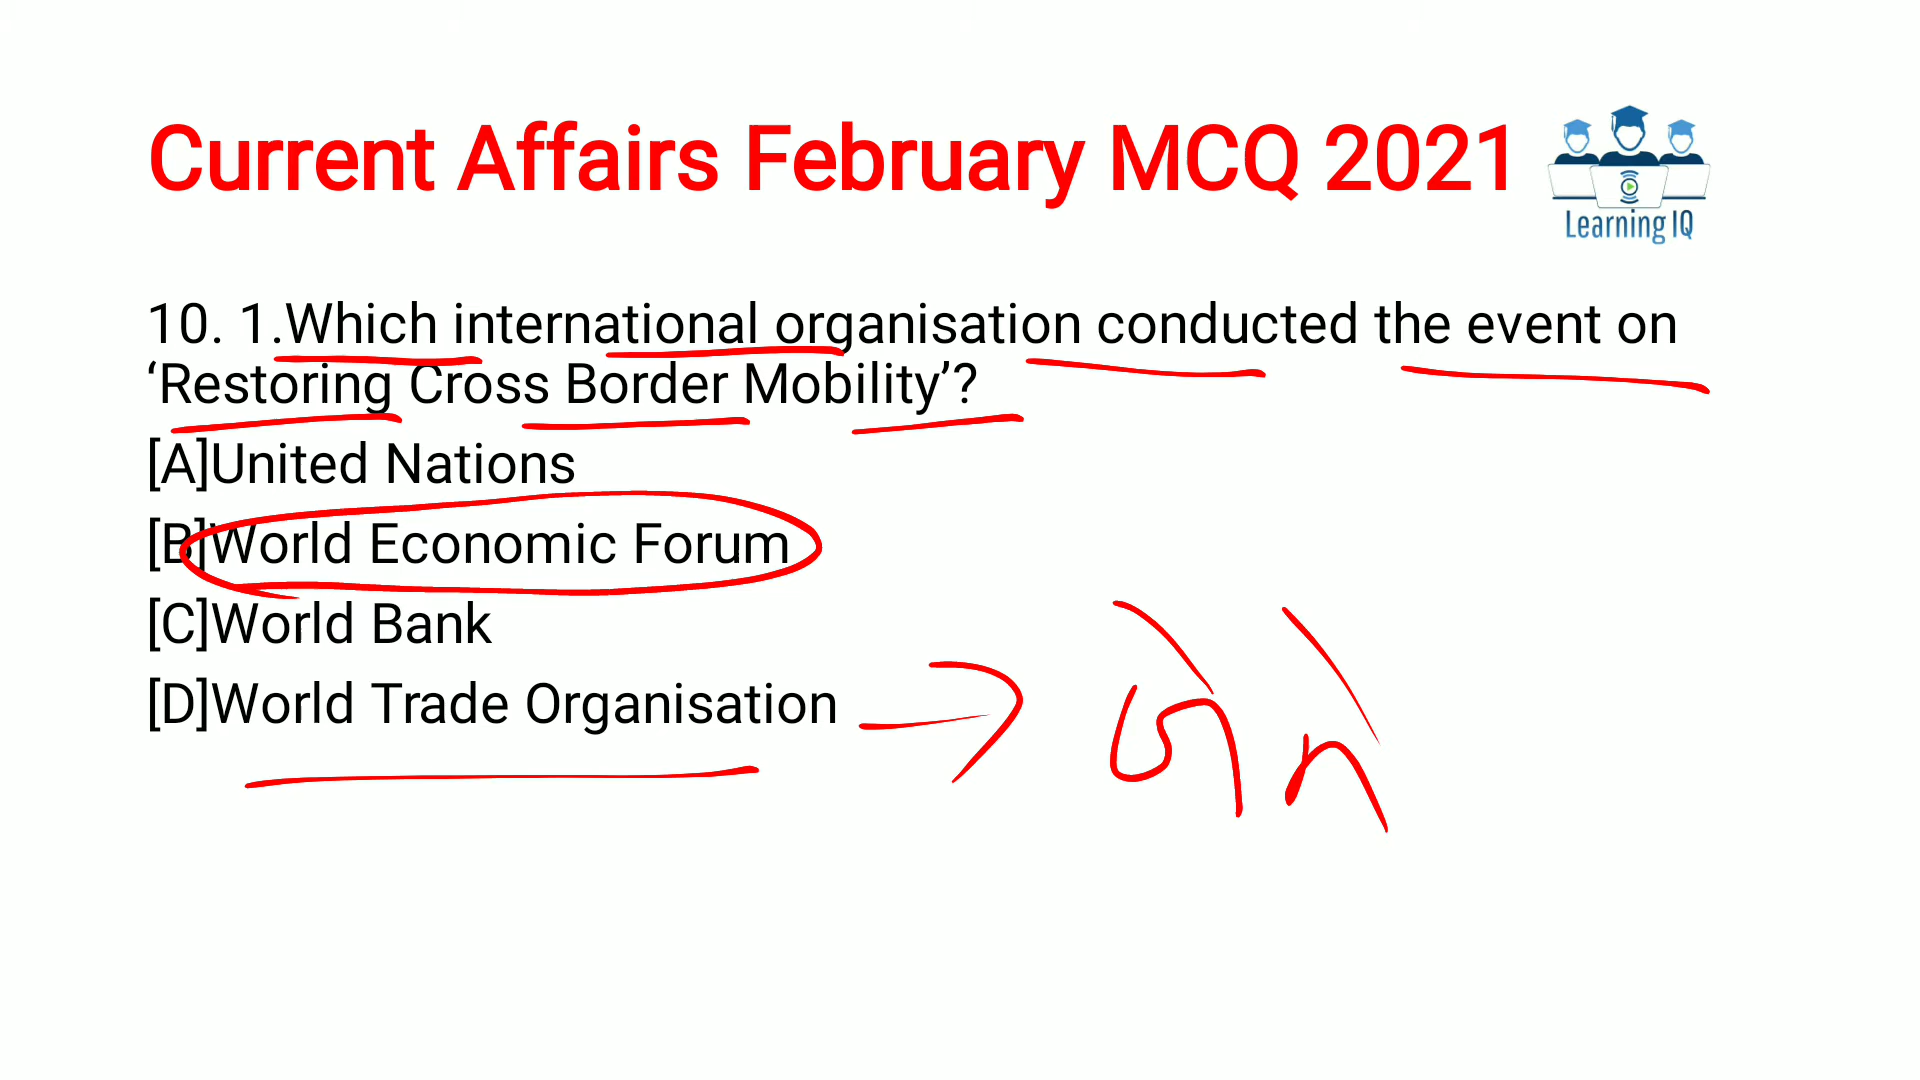 Current Affairs February MCQ 2021
Learning IQ
10. 1.Which international organisation conducted the event on
‘Restoring Cross Border Mobility’?
[A]United Nations
[B]World Economic Forum
[C]World Bank
[D]World Trade Organisation